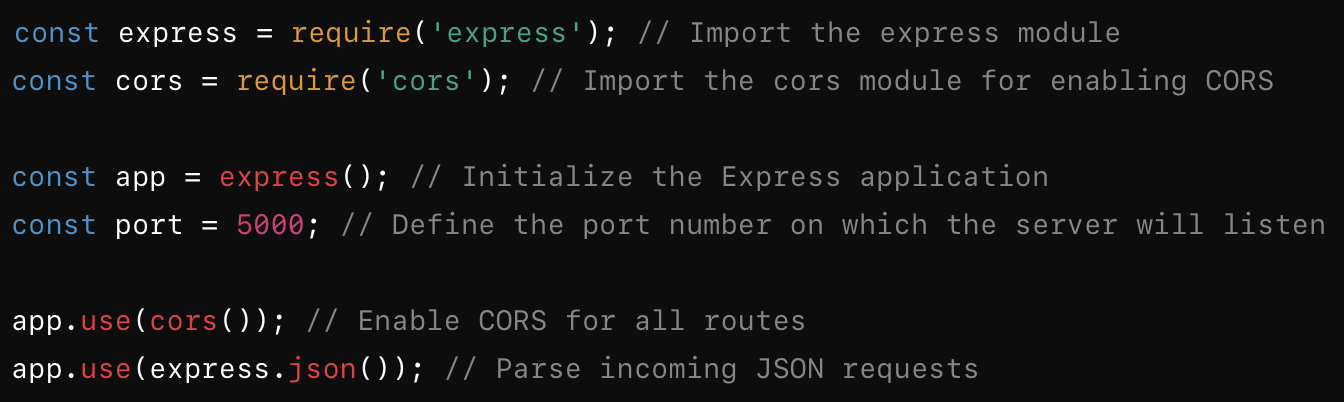 const express = require('express'); // Import the express module
const cors = require('cors'); // Import the cors module for enabling CORS
const app = express(); // Initialize the Express application
const port = 5000; // Define the port number on which the server will listen
app.use(cors()); // Enable CORS for all routes
app.use(express.json()); // Parse incoming JSON requests